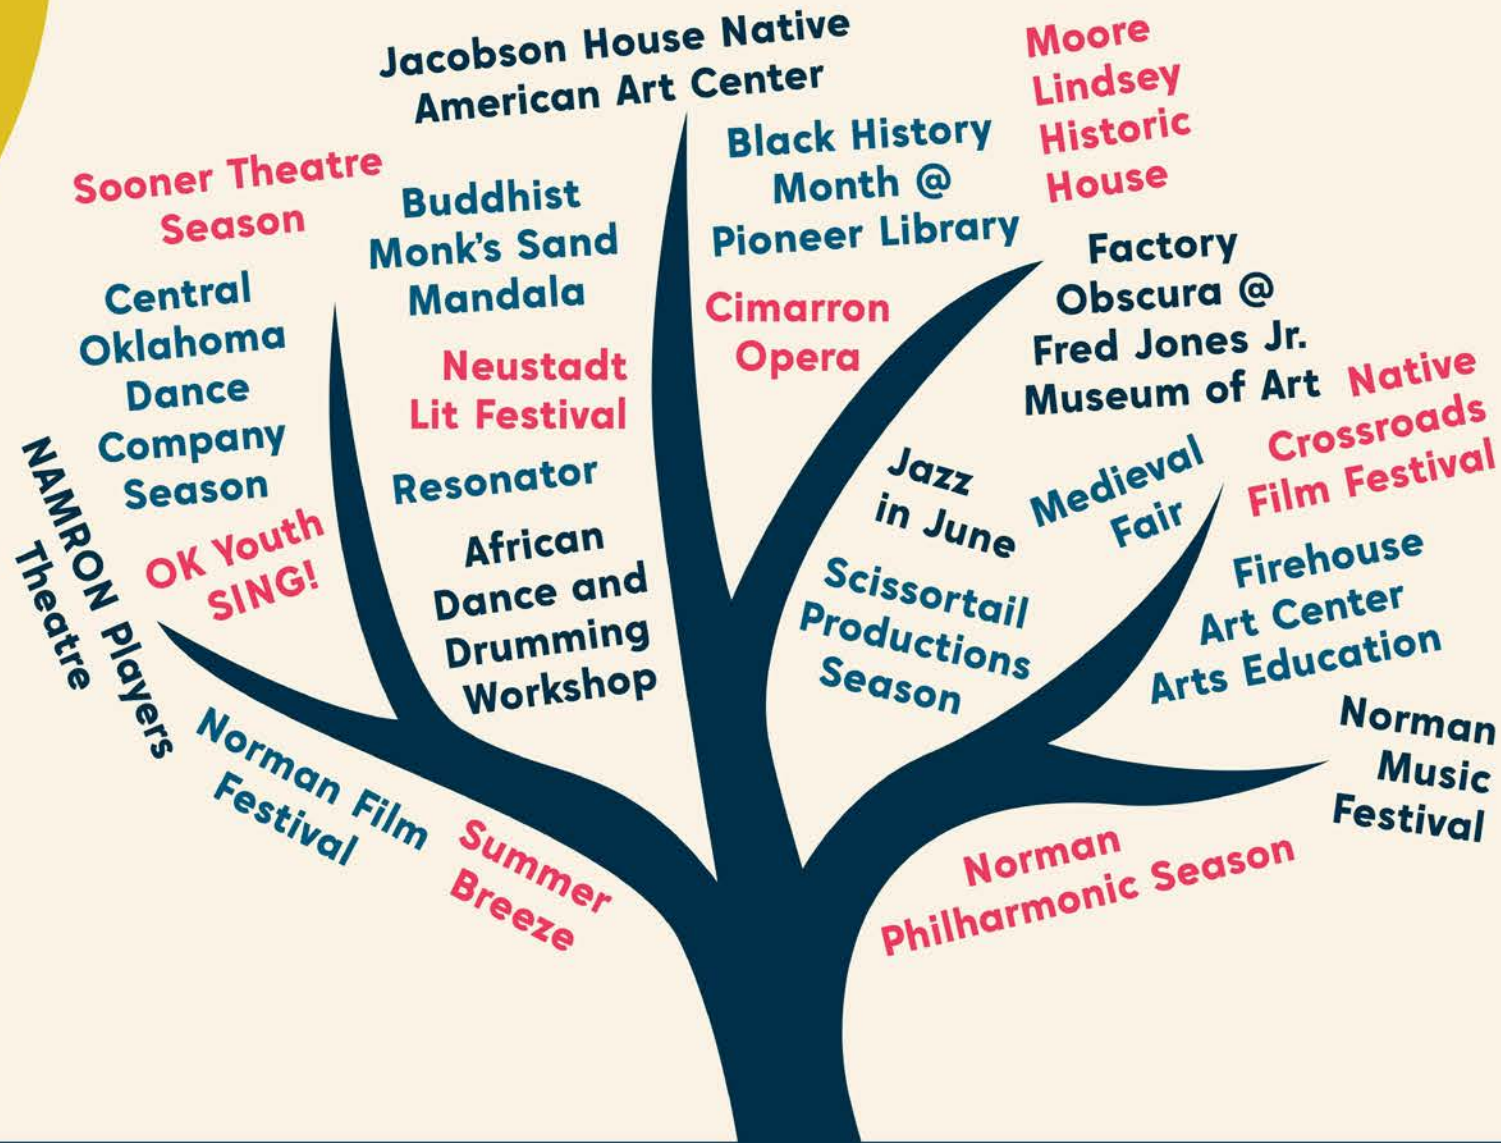 Jacobson House Native
American Art Center
Moore
Lindsey
Historic
House
Sooner Theatre
Season
Buddhist
Monk's Sand
Mandala
Black History
Month @
Pioneer Library
Central
Oklahoma
Dance
Company
Season
Neustadt
Lit Festival
Cimarron
Opera
Factory
Obscura @
Fred Jones Jr.
Museum of Art
Native
Crossroads
Film Festival
NAMRON Players
Theatre
OK Youth
SING!
Resonator
African
Dance and
Drumming
Workshop
Jazz
in June
Medieval
Fair
Scissortail
Productions
Season
Firehouse
Art Center
Arts Education
Norman
Music
Festival
Norman Film
Festival
Summer
Breeze
Norman
Philharmonic Season